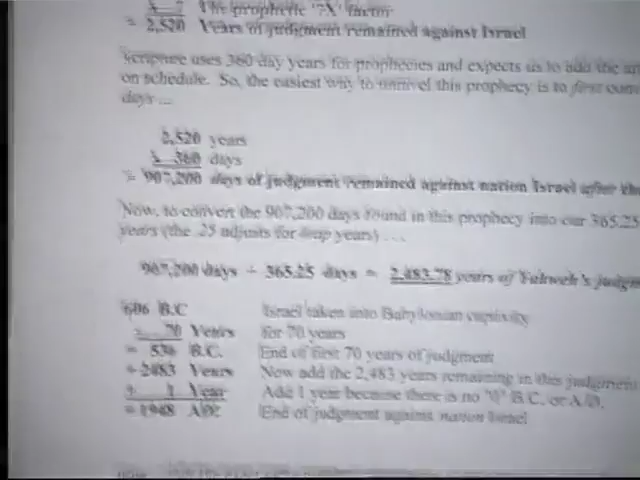 x 7 The prophetic '7X' factor
= 2,520 Years of judgment remained against Israel
Scripture uses 360 day years for prophecies and expects us to
on schedule. So, the easiest way to unravel this prophecy is to first
days ...
2,520 years
x 360 days
= 907,200 days of judgment remained against nation Israel after
Now, to convert the 907,200 days found in this prophecy into our 365.25
years (the .25 adjusts for leap years) ...
907,200 days ÷ 365.25 days = 2,483.78 years of Yahweh's
606 B.C Israel taken into Babylonian captivity
- 70 Years for 70 years
= 536 B.C. End of first 70 years of judgment
+2483 Years Now add the 2,483 years remaining in this judgment
+ 1 Year Add 1 year because there is no "0" B.C. or A.D.
= 1948 A.D. End of judgment against nation Israel